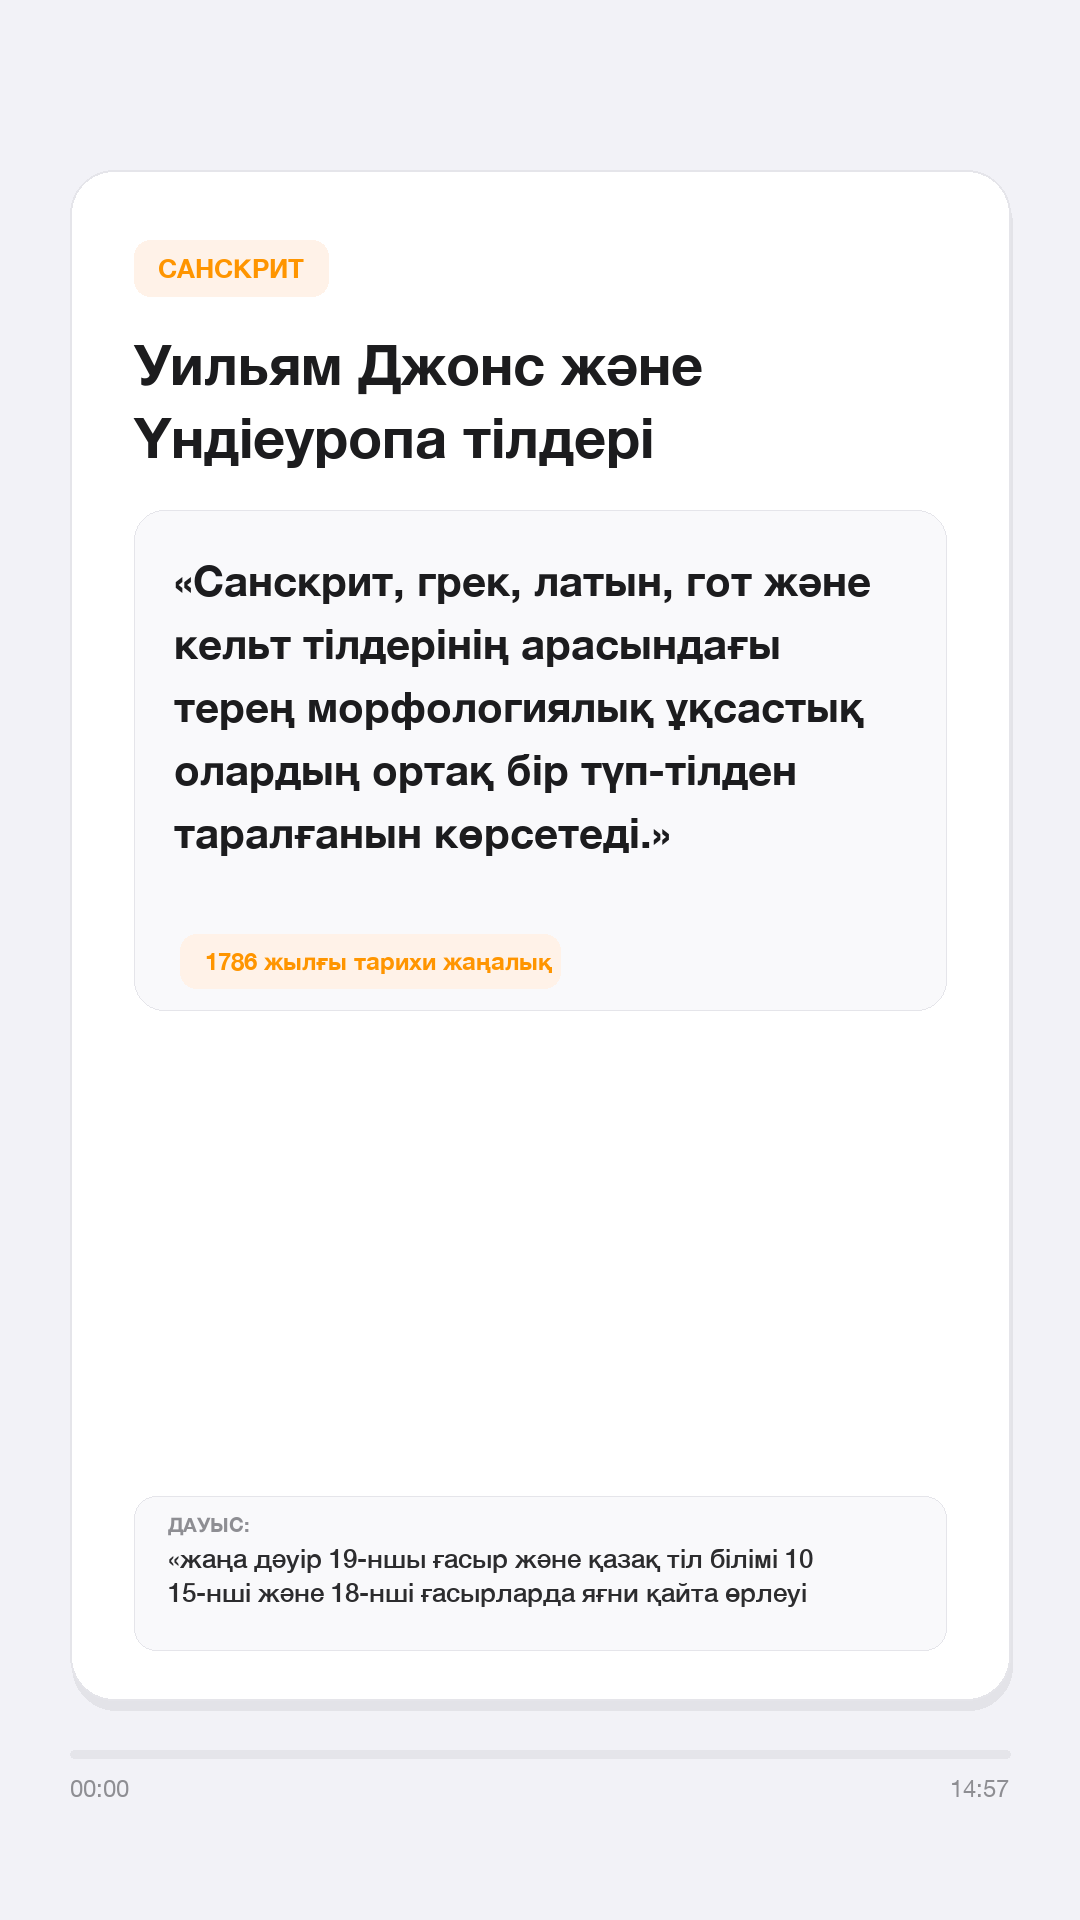 САНСКРИТ
Уильям Джонс және
Үндіеуропа тілдері
«Санскрит, грек, латын, гот және
кельт тілдерінің арасындағы
терең морфологиялық ұқсастық
олардың ортақ бір түп-тілден
таралғанын көрсетеді.»
1786 жылғы тарихи жаңалық
ДАУЫС:
«жаңа дәуір 19-ншы ғасыр және қазақ тіл білімі 10
15-нші және 18-нші ғасырларда яғни қайта өрлеуі
00:00
14:57